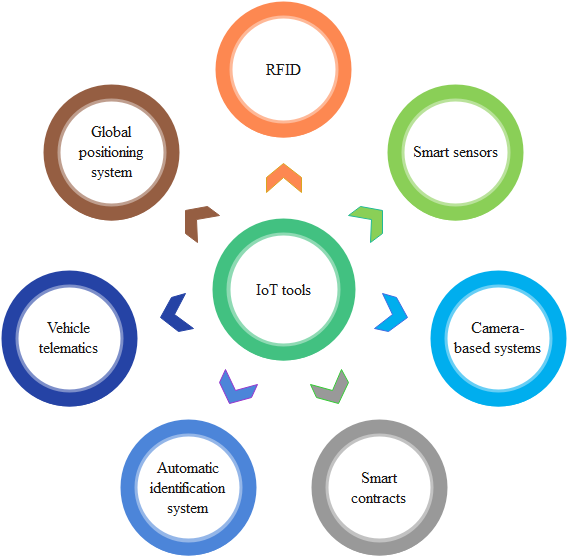 RFID
Smart sensors
Camera-
based systems
Smart
contracts
Automatic
identification
system
Vehicle
telematics
Global
positioning
system
IoT tools